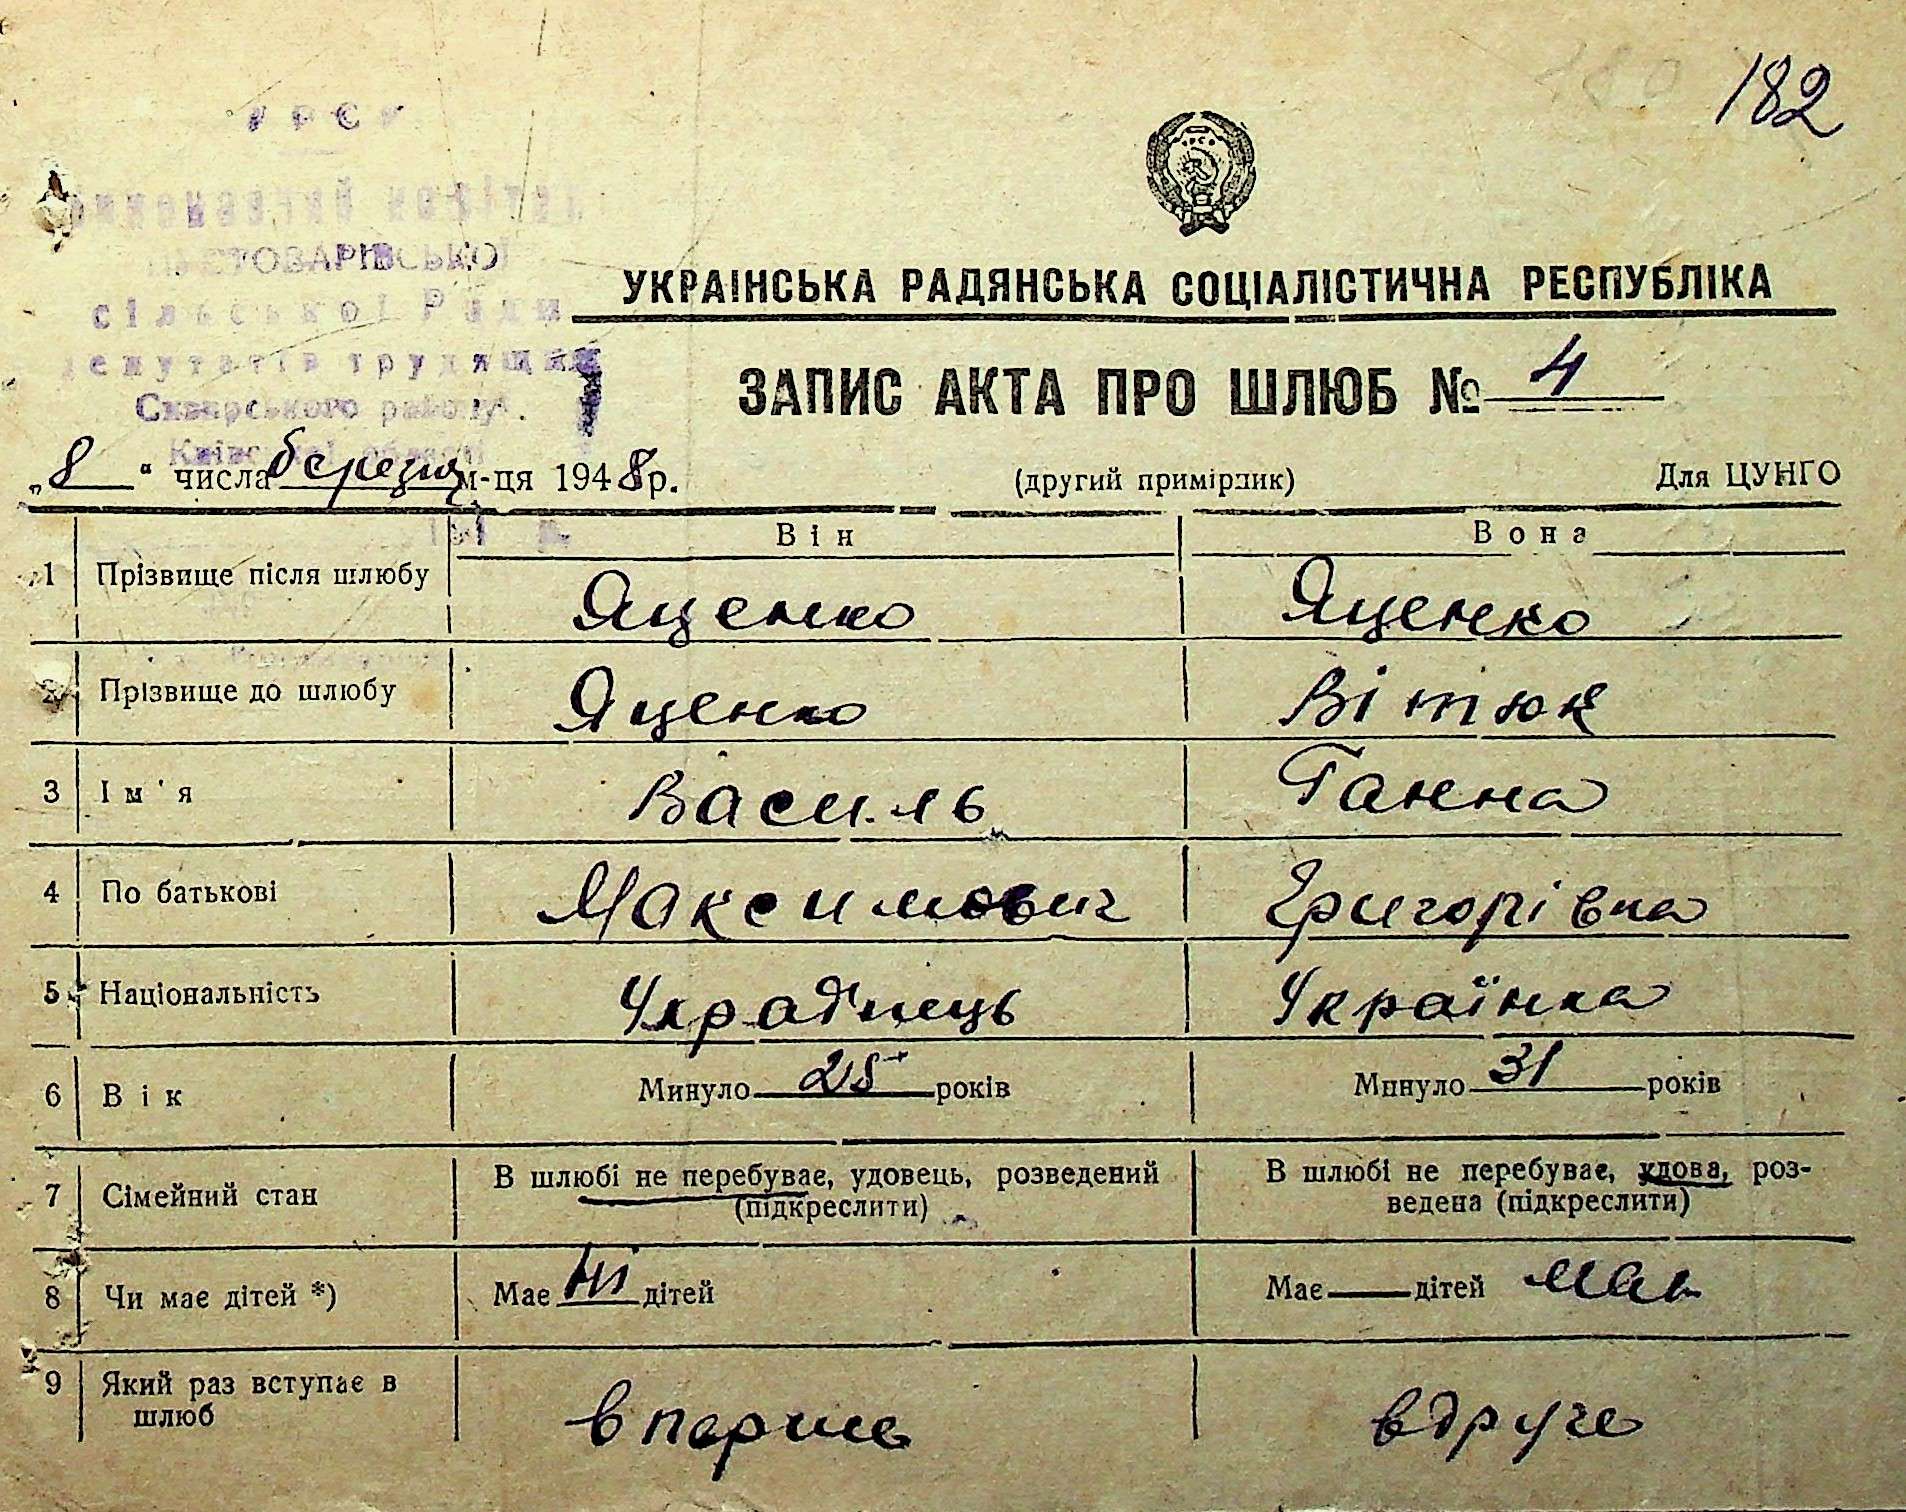 182
УРСР
виконавчий комітет
сільської Ради
депутатів трудящих
Сквирського району
Київської області
УКРАІНСЬКА РАДЯНСЬКА СОЦІАЛІСТИЧНА РЕСПУБЛІКА
ЗАПИС АКТА ПРО ШЛЮБ № 4
„8“ числа березня м-ця 1948 р. (другий примірник) Для ЦУНГО
Він Вона
1 Прізвище після шлюбу Яценко Яценко
2 Прізвище до шлюбу Яценко Вітюк
3 Ім'я Василь Ганна
4 По батькові Максимович Григорівна
5 Національність Українець Українка
6 Вік Минуло 25 років Минуло 31 років
7 Сімейний стан В шлюбі не перебуває, удовець, розведений В шлюбі не перебуває, удова, роз-
(підкреслити) ведена (підкреслити)
8 Чи має дітей *) Має ні дітей Має дітей має
9 Який раз вступає в
шлюб вперше вдруге